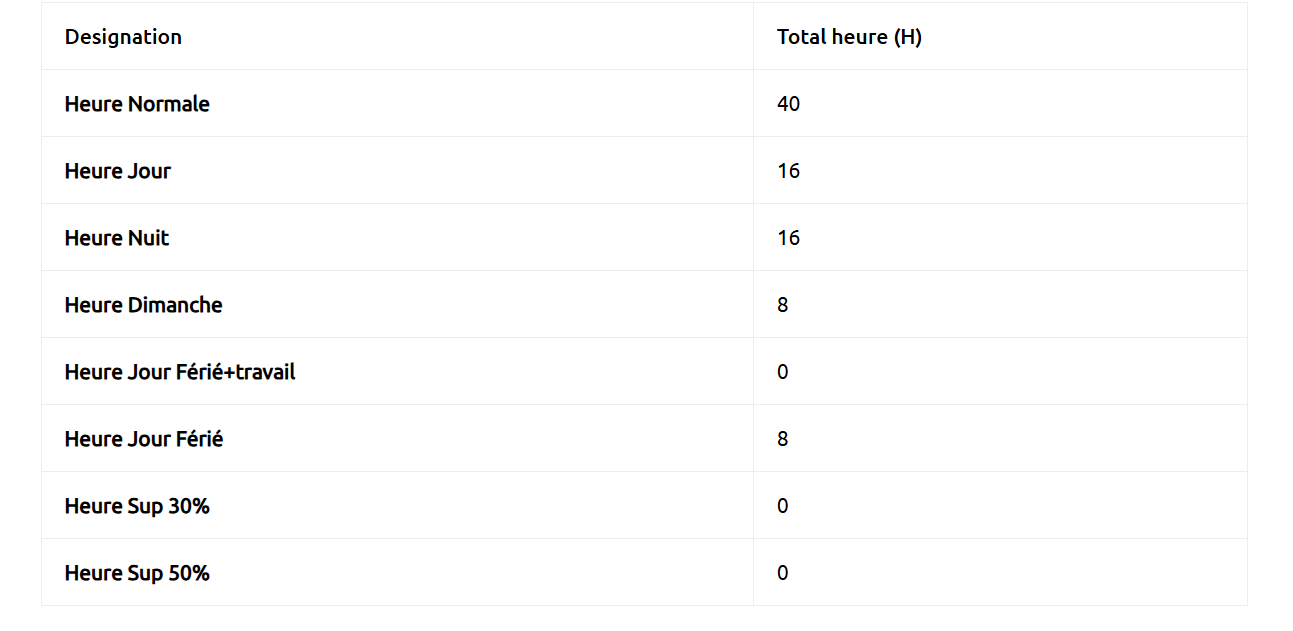 Designation Total heure (H)
Heure Normale 40
Heure Jour 16
Heure Nuit 16
Heure Dimanche 8
Heure Jour Férié+travail 0
Heure Jour Férié 8
Heure Sup 30% 0
Heure Sup 50% 0